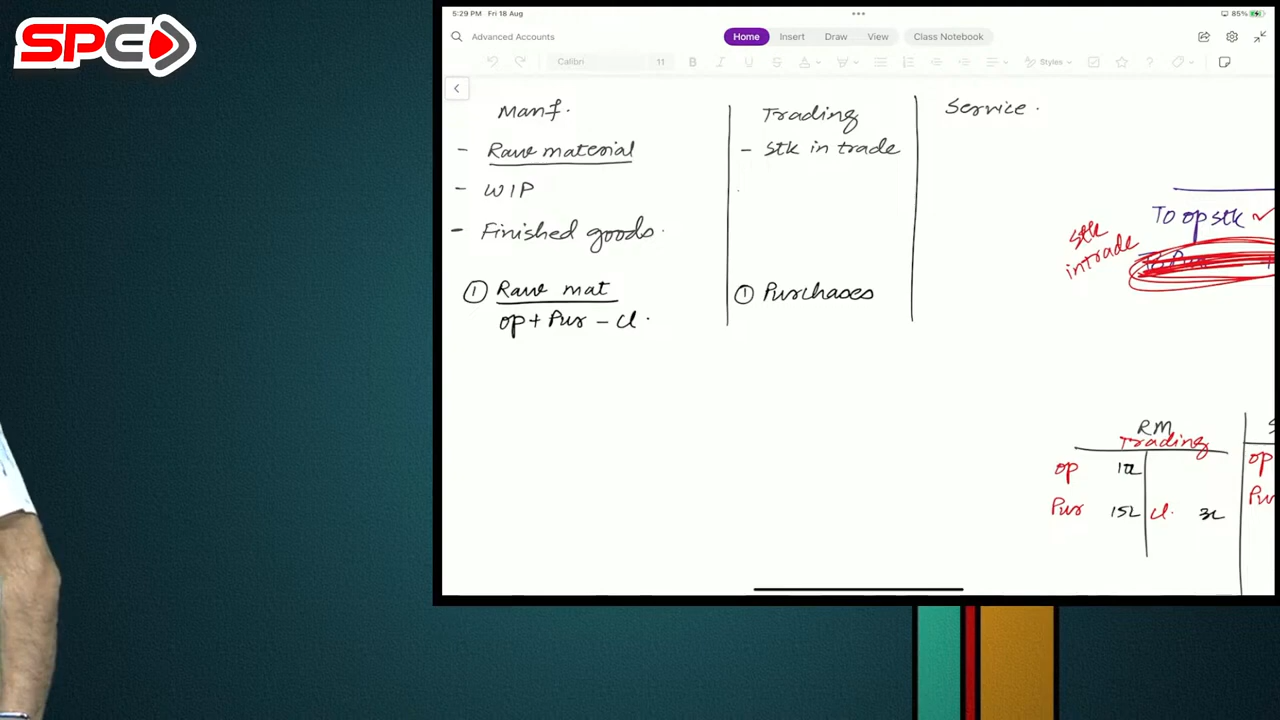 SPE
5:29 PM Fri 18 Aug
85%
Advanced Accounts
Home Insert Draw View Class Notebook
Calibri 11 B I U S A Styles
Manf.
- Raw material
- WIP
- Finished goods.
① Raw mat
op + Pur - Cl.
Trading
- Stk in trade
① Purchases
Service.
To op stk ✓
Stk
in trade
RM
Trading
op
Pur 15L Cl. 3L
op
Pur